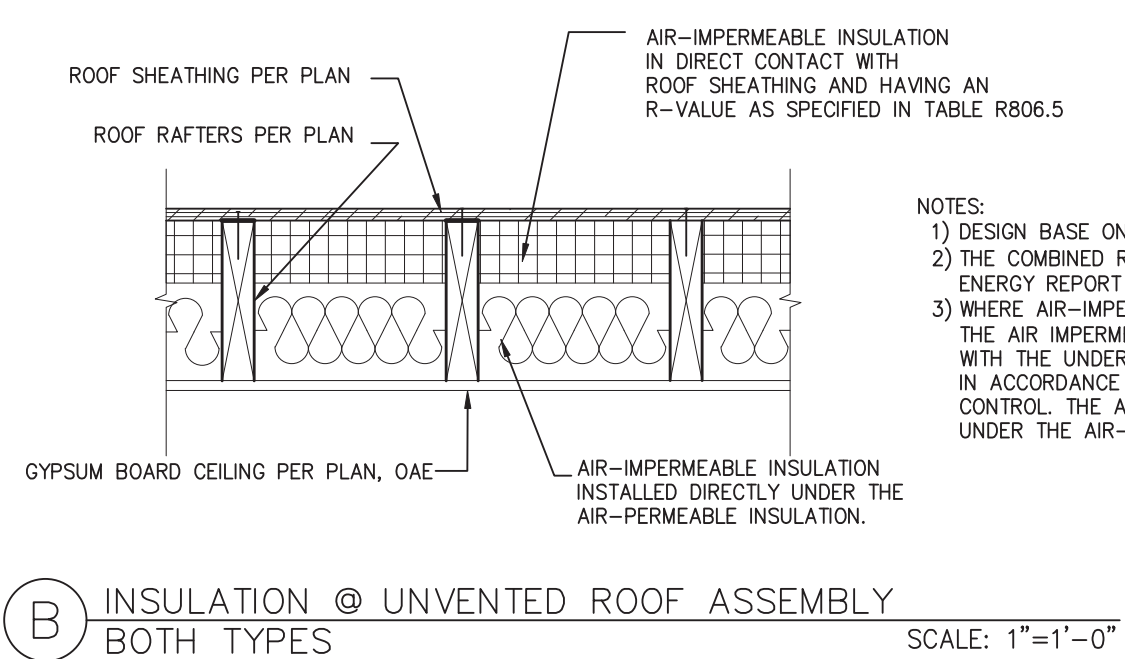 AIR-IMPERMEABLE INSULATION
IN DIRECT CONTACT WITH
ROOF SHEATHING AND HAVING AN
R-VALUE AS SPECIFIED IN TABLE R806.5
ROOF SHEATHING PER PLAN
ROOF RAFTERS PER PLAN
NOTES:
1) DESIGN BASE ON
2) THE COMBINED R
ENERGY REPORT
3) WHERE AIR-IMPE
THE AIR IMPERM
WITH THE UNDER
IN ACCORDANCE
CONTROL. THE A
UNDER THE AIR-
GYPSUM BOARD CEILING PER PLAN, OAE
AIR-IMPERMEABLE INSULATION
INSTALLED DIRECTLY UNDER THE
AIR-PERMEABLE INSULATION.
B
INSULATION @ UNVENTED ROOF ASSEMBLY
BOTH TYPES
SCALE: 1"=1'-0"